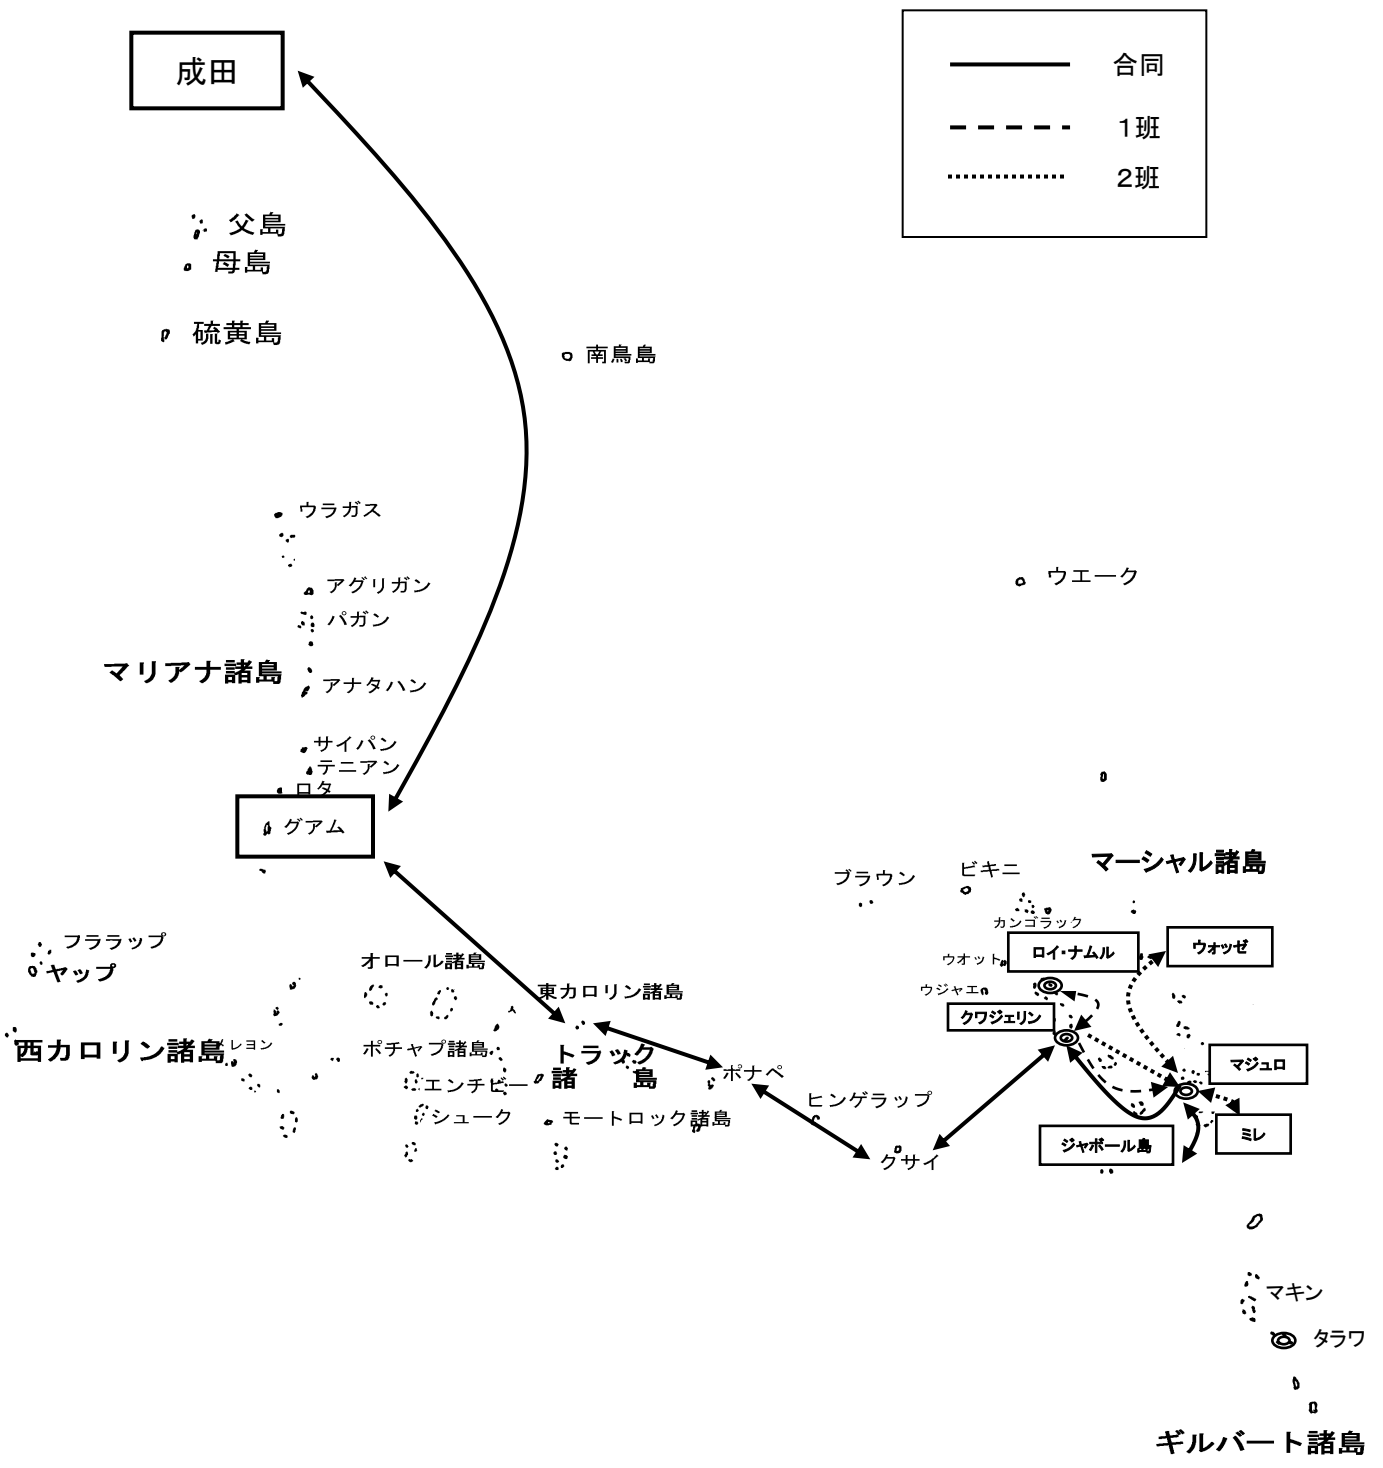 成田
合同
1班
2班
父島
母島
硫黄島
南鳥島
ウラガス
ウエーク
アグリガン
パガン
マリアナ諸島
アナタハン
サイパン
テニアン
ロタ
グアム
マーシャル諸島
ビキニ
ブラウン
カンゴラック
フララップ
ヤップ
オロール諸島
ウオット
ロイ・ナムル
ウォッゼ
東カロリン諸島
ウジャエ
クワジェリン
西カロリン諸島
メレヨン
ポチャプ諸島
トラック
諸島
マジュロ
エンチビー
ポナペ
シューク
モートロック諸島
ヒンゲラップ
ジャボール島
ミレ
クサイ
マキン
タラワ
ギルバート諸島